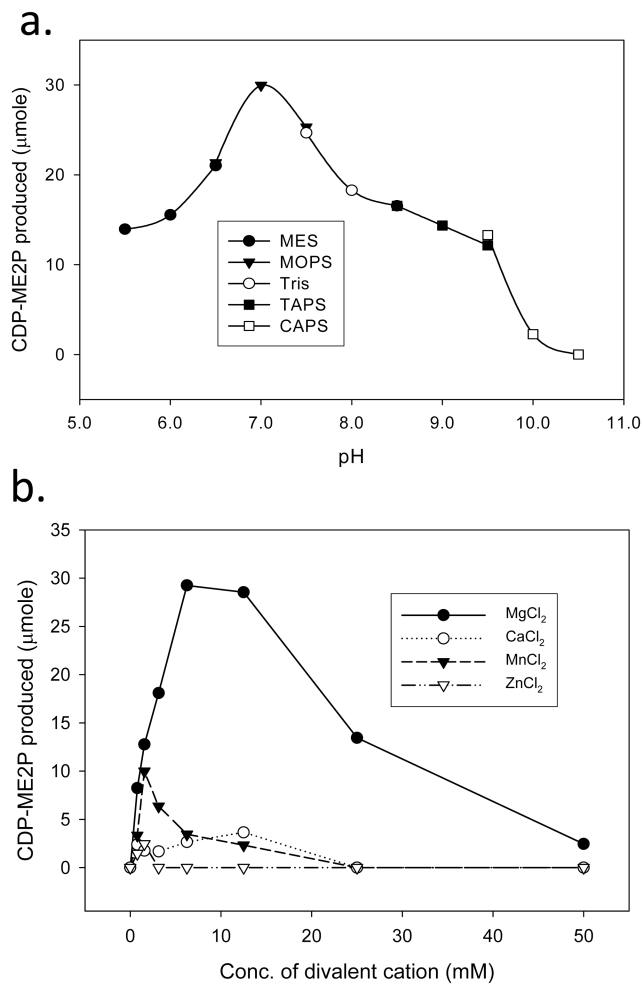 a.
CDP-ME2P produced (μmole)
30
20
10
0
MES
MOPS
Tris
TAPS
CAPS
5.0 6.0 7.0 8.0 9.0 10.0 11.0
pH
b.
CDP-ME2P produced (μmole)
35
30
25
20
15
10
5
0
MgCl₂
CaCl₂
MnCl₂
ZnCl₂
0 10 20 30 40 50
Conc. of divalent cation (mM)